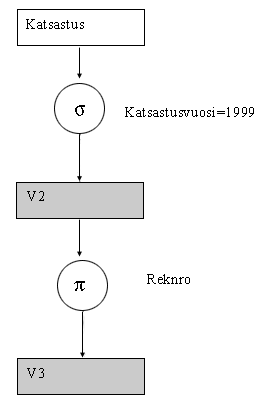 Katsastus
σ
Katsastusvuosi=1999
V2
π
Reknro
V3